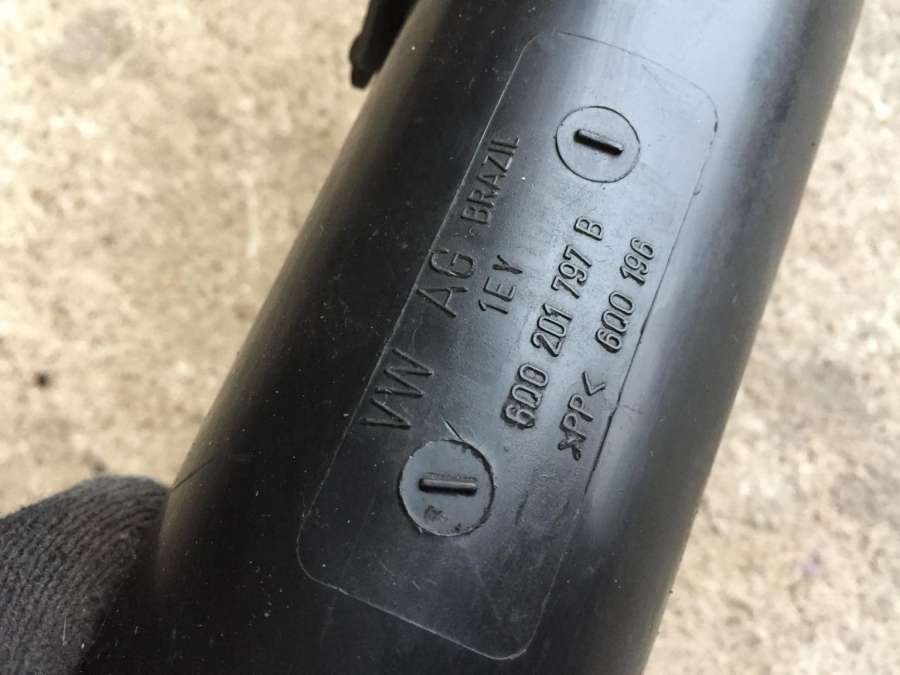 VW AG BRAZIL
1EV
6Q0 201 797 B
>PP< 6Q0 196